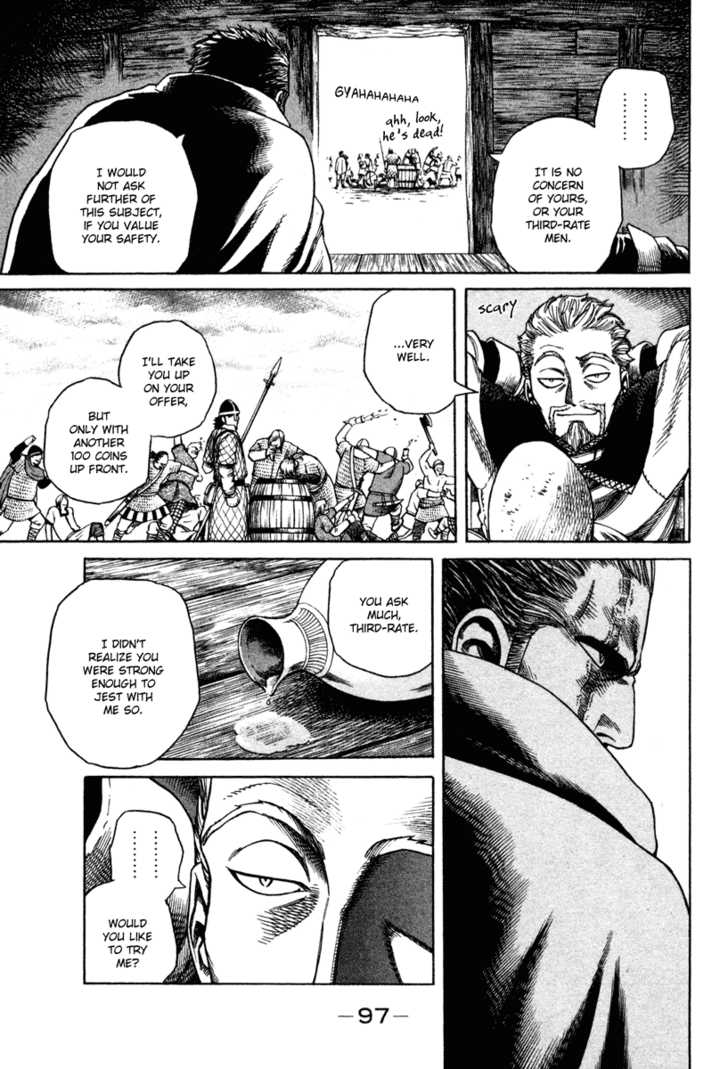 . . . . . .
. . . . . .
IT IS NO
CONCERN
OF YOURS,
OR YOUR
THIRD-RATE
MEN.
GYAHAHAHAHA
ahh, look,
he's dead!
I WOULD
NOT ASK
FURTHER OF
THIS SUBJECT,
IF YOU VALUE
YOUR SAFETY.
scary
...VERY
WELL.
I'LL TAKE
YOU UP
ON YOUR
OFFER,
BUT
ONLY WITH
ANOTHER
100 COINS
UP FRONT.
YOU ASK
MUCH,
THIRD-RATE.
I DIDN'T
REALIZE YOU
WERE STRONG
ENOUGH TO
JEST WITH
ME SO.
. . . . . .
. . . . . .
WOULD
YOU LIKE
TO TRY
ME?
—97—